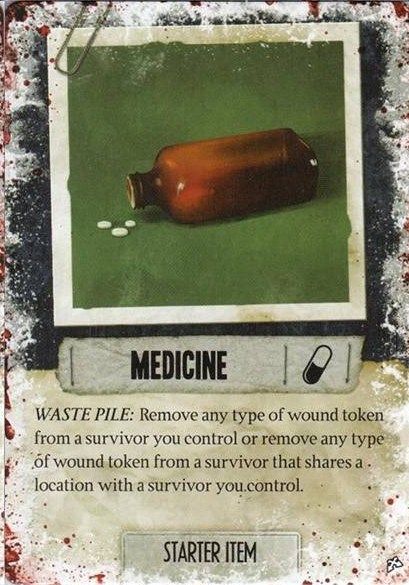 MEDICINE
WASTE PILE: Remove any type of wound token
from a survivor you control or remove any type
of wound token from a survivor that shares a
location with a survivor you control.
STARTER ITEM